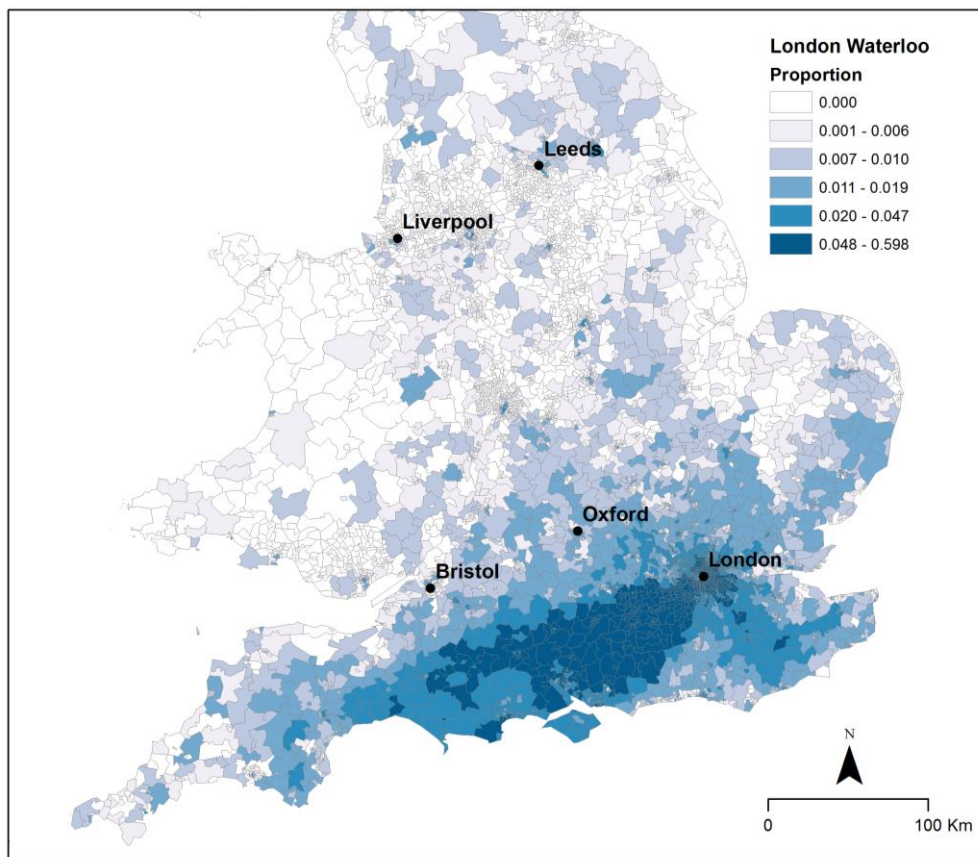 London Waterloo
Proportion
0.000
0.001 - 0.006
0.007 - 0.010
0.011 - 0.019
0.020 - 0.047
0.048 - 0.598
Leeds
Liverpool
Oxford
London
Bristol
N
0 100 Km